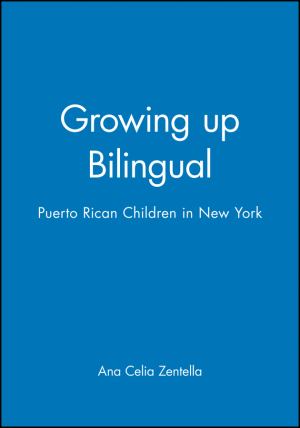 Growing up
Bilingual
Puerto Rican Children in New York
Ana Celia Zentella